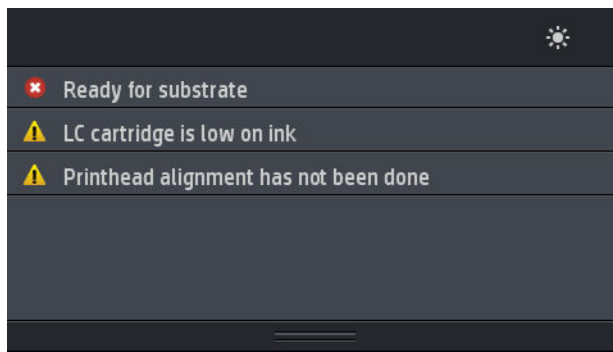 Ready for substrate
LC cartridge is low on ink
Printhead alignment has not been done